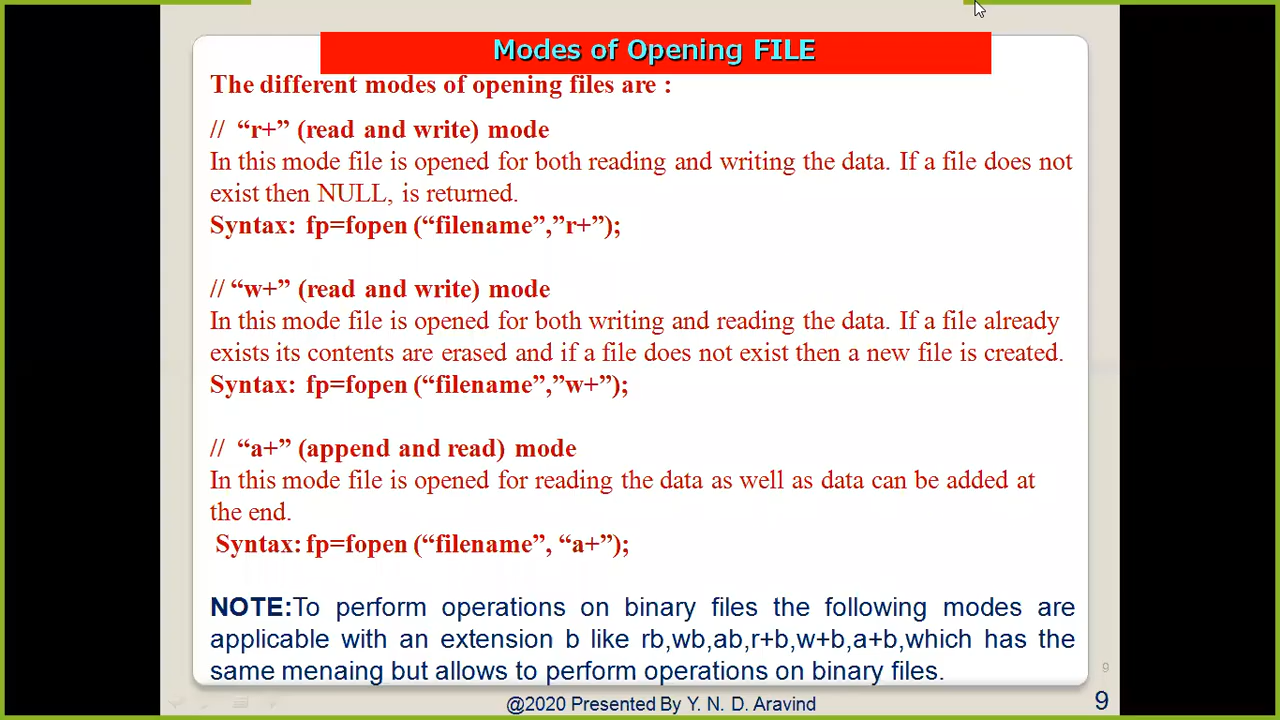 Modes of Opening FILE
The different modes of opening files are :
// “r+” (read and write) mode
In this mode file is opened for both reading and writing the data. If a file does not
exist then NULL, is returned.
Syntax: fp=fopen (“filename”,”r+”);
// “w+” (read and write) mode
In this mode file is opened for both writing and reading the data. If a file already
exists its contents are erased and if a file does not exist then a new file is created.
Syntax: fp=fopen (“filename”,”w+”);
// “a+” (append and read) mode
In this mode file is opened for reading the data as well as data can be added at
the end.
Syntax: fp=fopen (“filename”, “a+”);
NOTE:To perform operations on binary files the following modes are
applicable with an extension b like rb,wb,ab,r+b,w+b,a+b,which has the
same menaing but allows to perform operations on binary files.
9
@2020 Presented By Y. N. D. Aravind
9